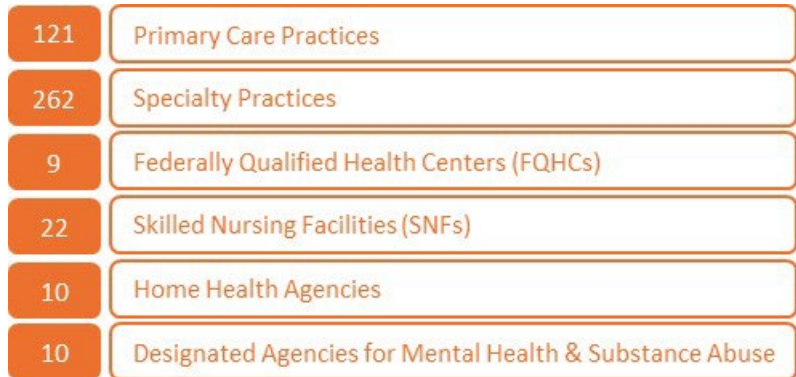 121 Primary Care Practices
262 Specialty Practices
9 Federally Qualified Health Centers (FQHCs)
22 Skilled Nursing Facilities (SNFs)
10 Home Health Agencies
10 Designated Agencies for Mental Health & Substance Abuse